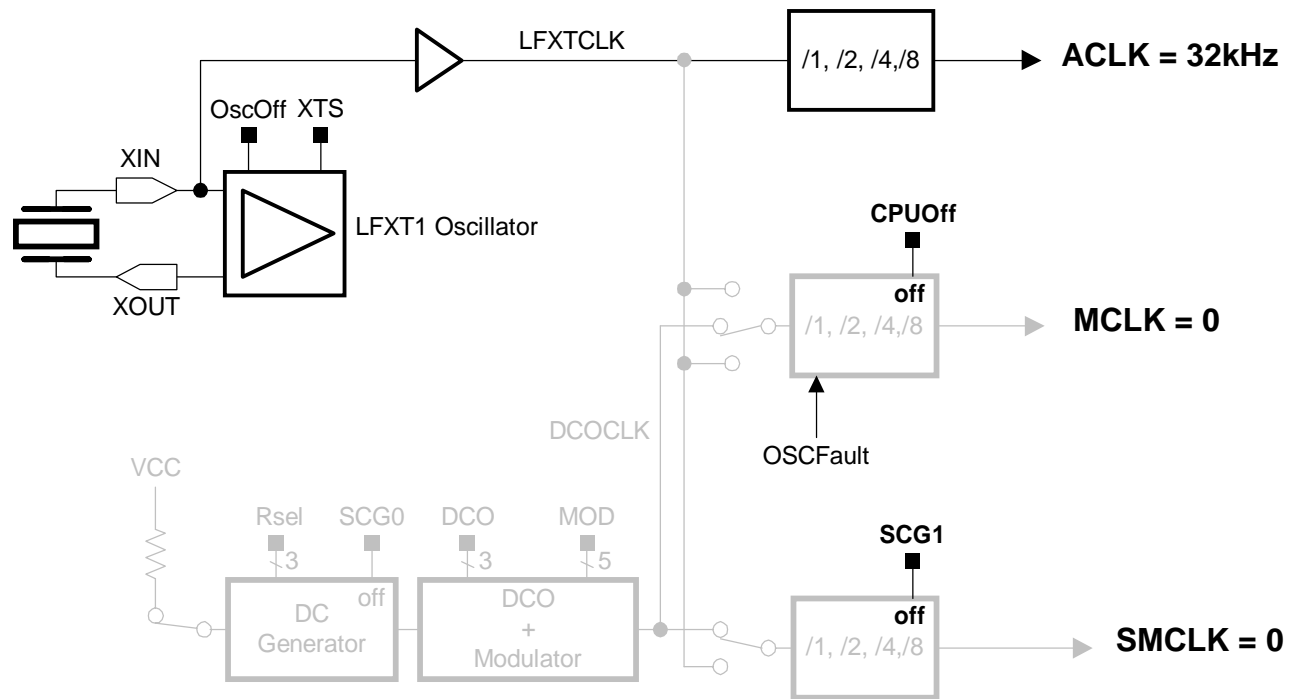 LFXTCLK
/1, /2, /4,/8
ACLK = 32kHz
OscOff
XTS
XIN
LFXT1 Oscillator
XOUT
CPUOff
off
/1, /2, /4,/8
MCLK = 0
OSCFault
DCOCLK
VCC
Rsel
SCG0
DCO
MOD
3
3
5
off
DC
Generator
DCO
+
Modulator
SCG1
off
/1, /2, /4,/8
SMCLK = 0